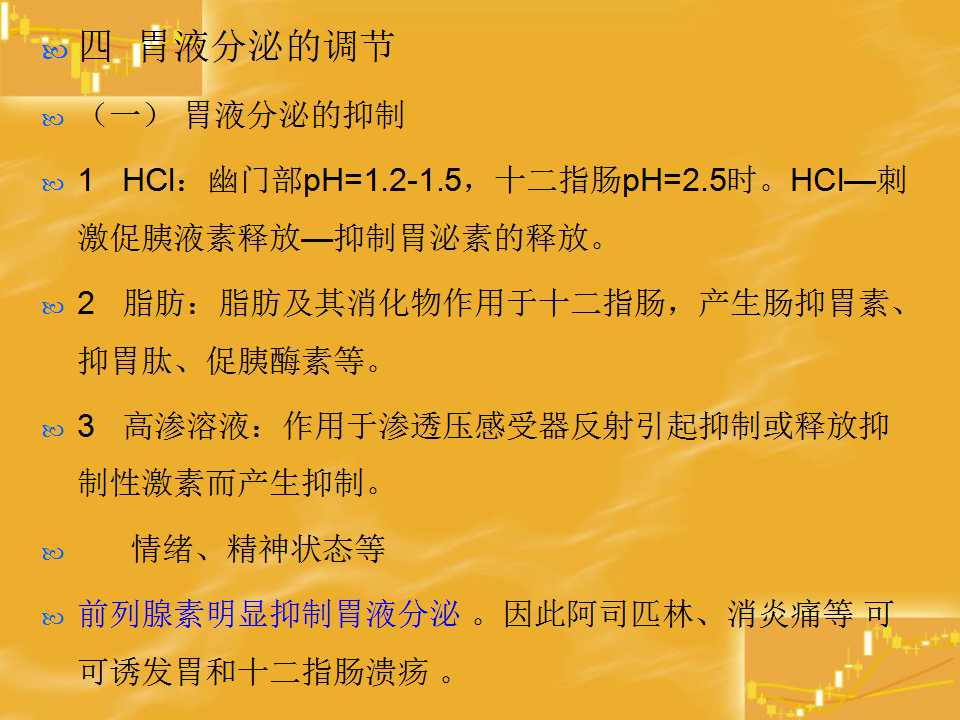 四 胃液分泌的调节
（一） 胃液分泌的抑制
1 HCl：幽门部pH=1.2-1.5，十二指肠pH=2.5时。HCl—刺
激促胰液素释放—抑制胃泌素的释放。
2 脂肪：脂肪及其消化物作用于十二指肠，产生肠抑胃素、
抑胃肽、促胰酶素等。
3 高渗溶液：作用于渗透压感受器反射引起抑制或释放抑
制性激素而产生抑制。
情绪、精神状态等
前列腺素明显抑制胃液分泌 。因此阿司匹林、消炎痛等 可
可诱发胃和十二指肠溃疡 。